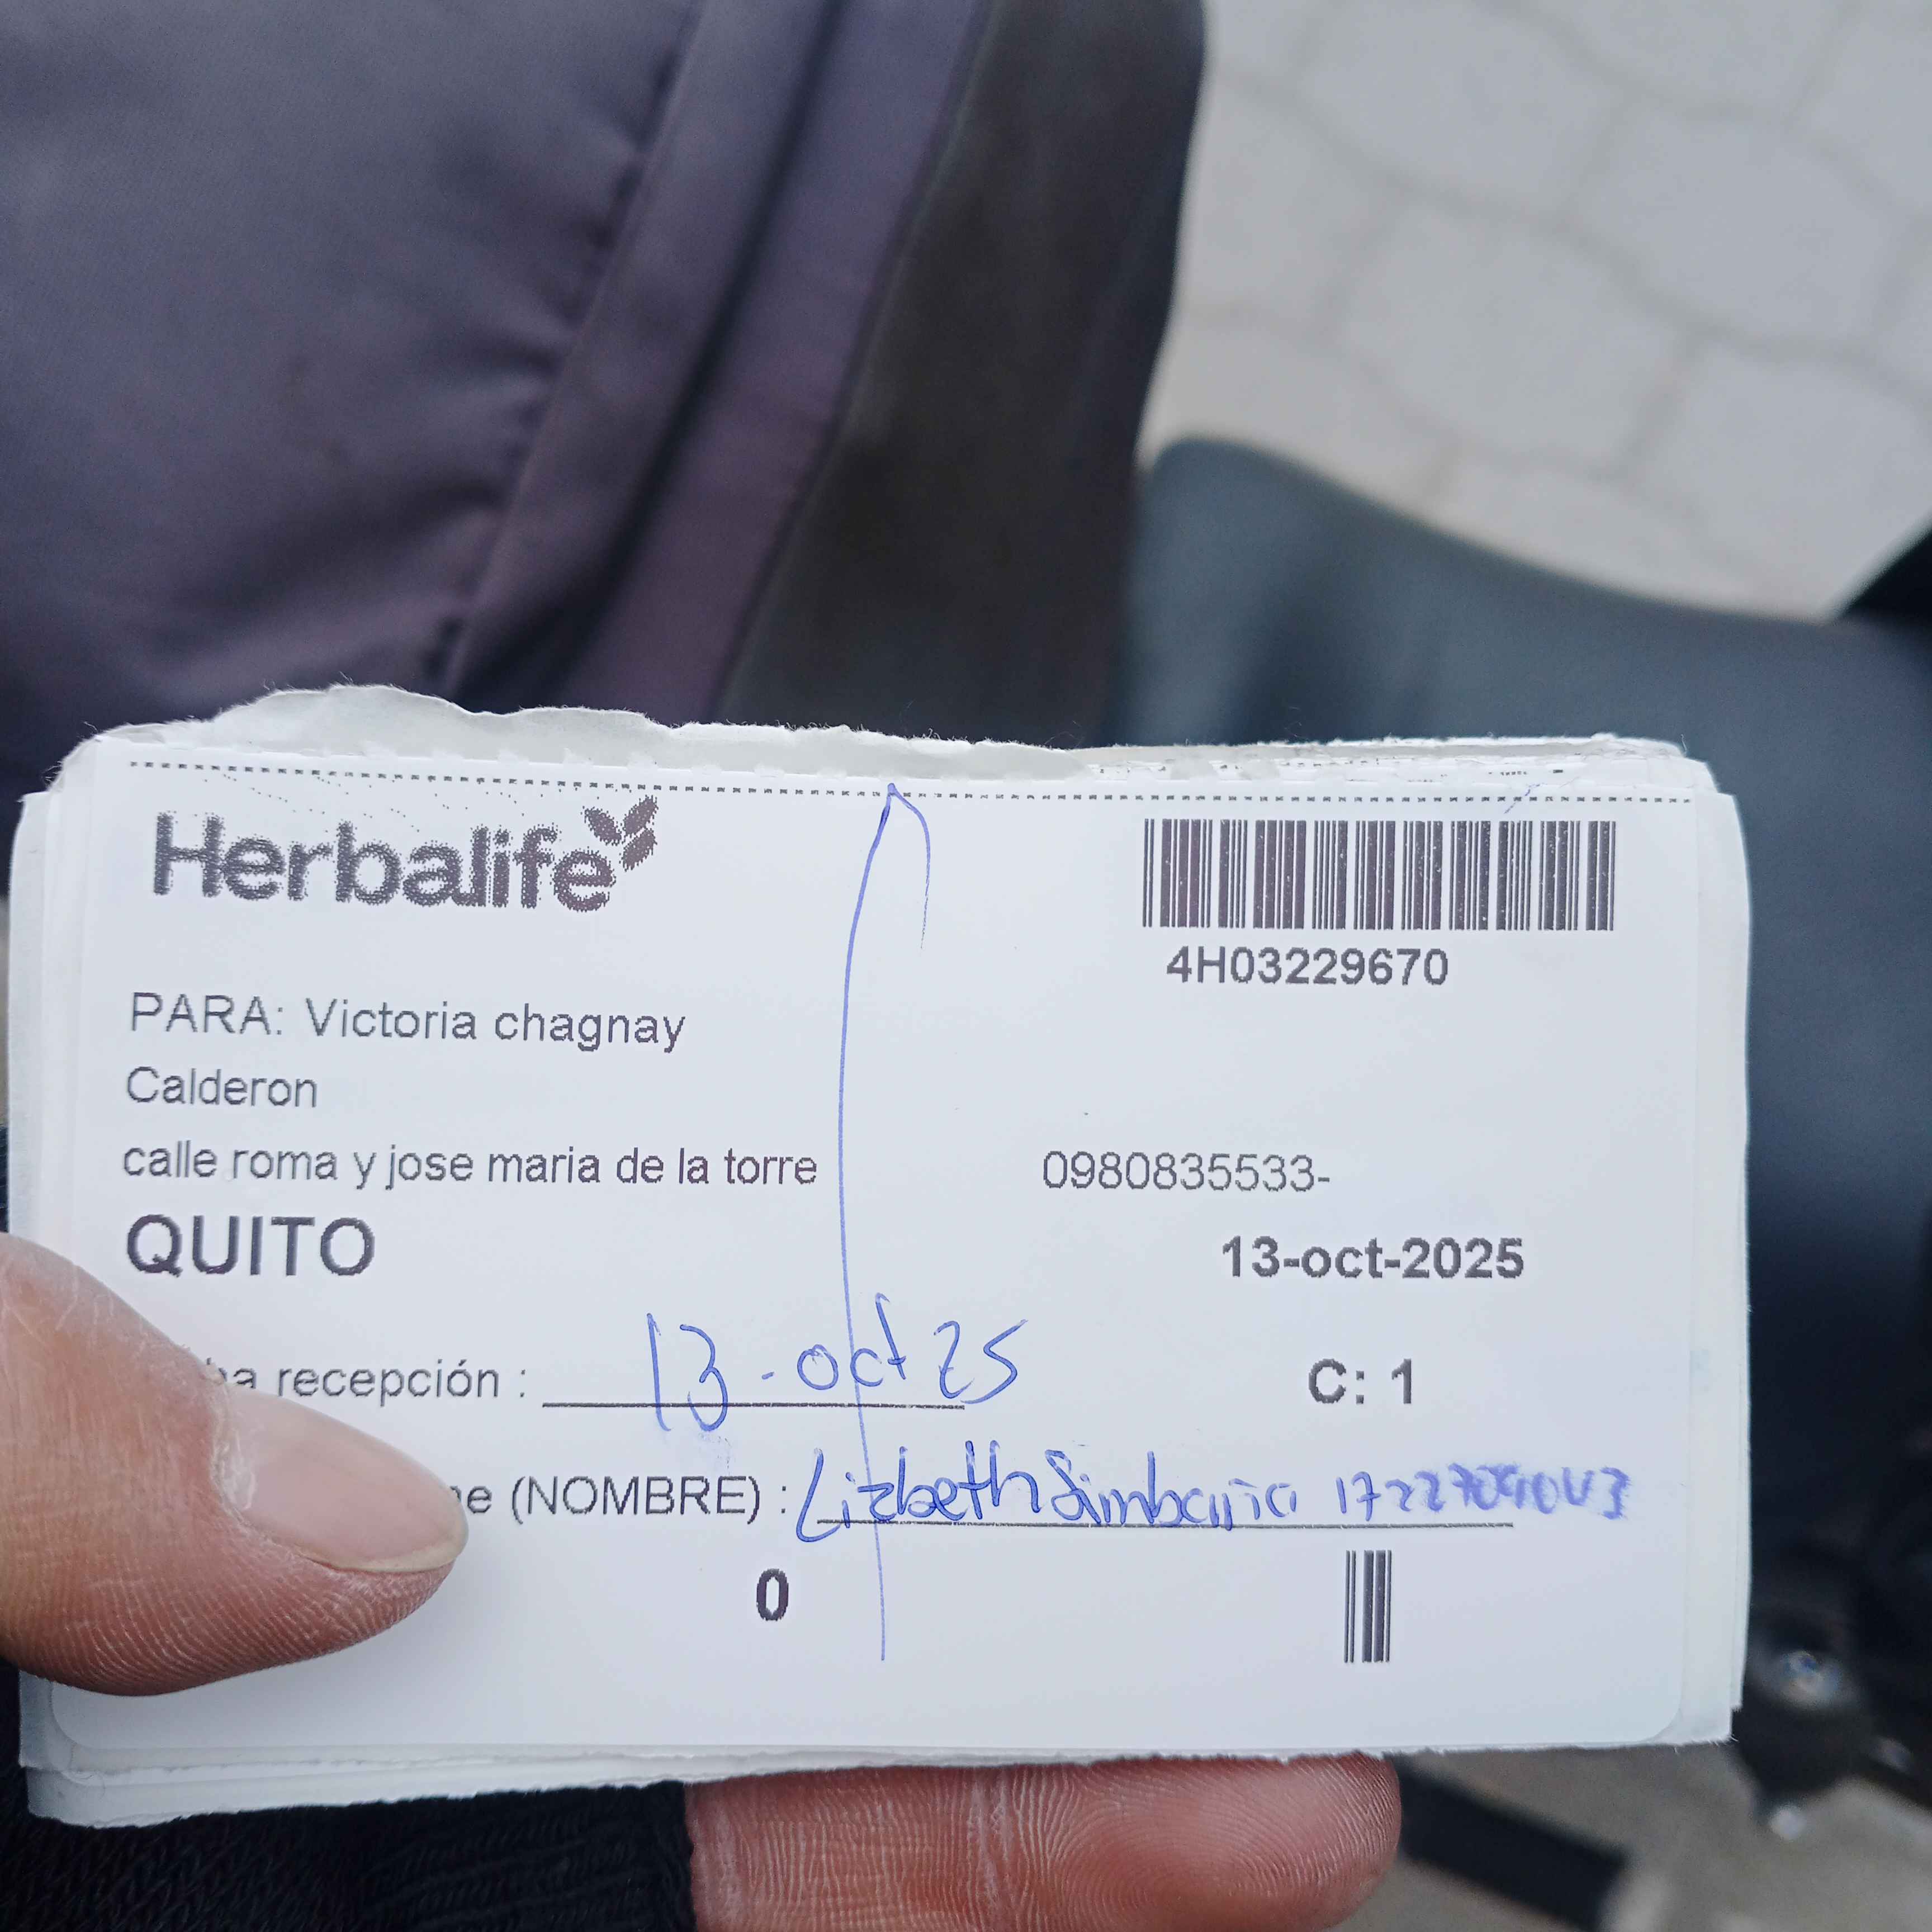 Herbalife
4H03229670
PARA: Victoria chagnay
Calderon
calle roma y jose maria de la torre 0980835533-
QUITO 13-oct-2025
recepción : 13-oct 25 C: 1
(NOMBRE) : Lizbeth Simbaña
0